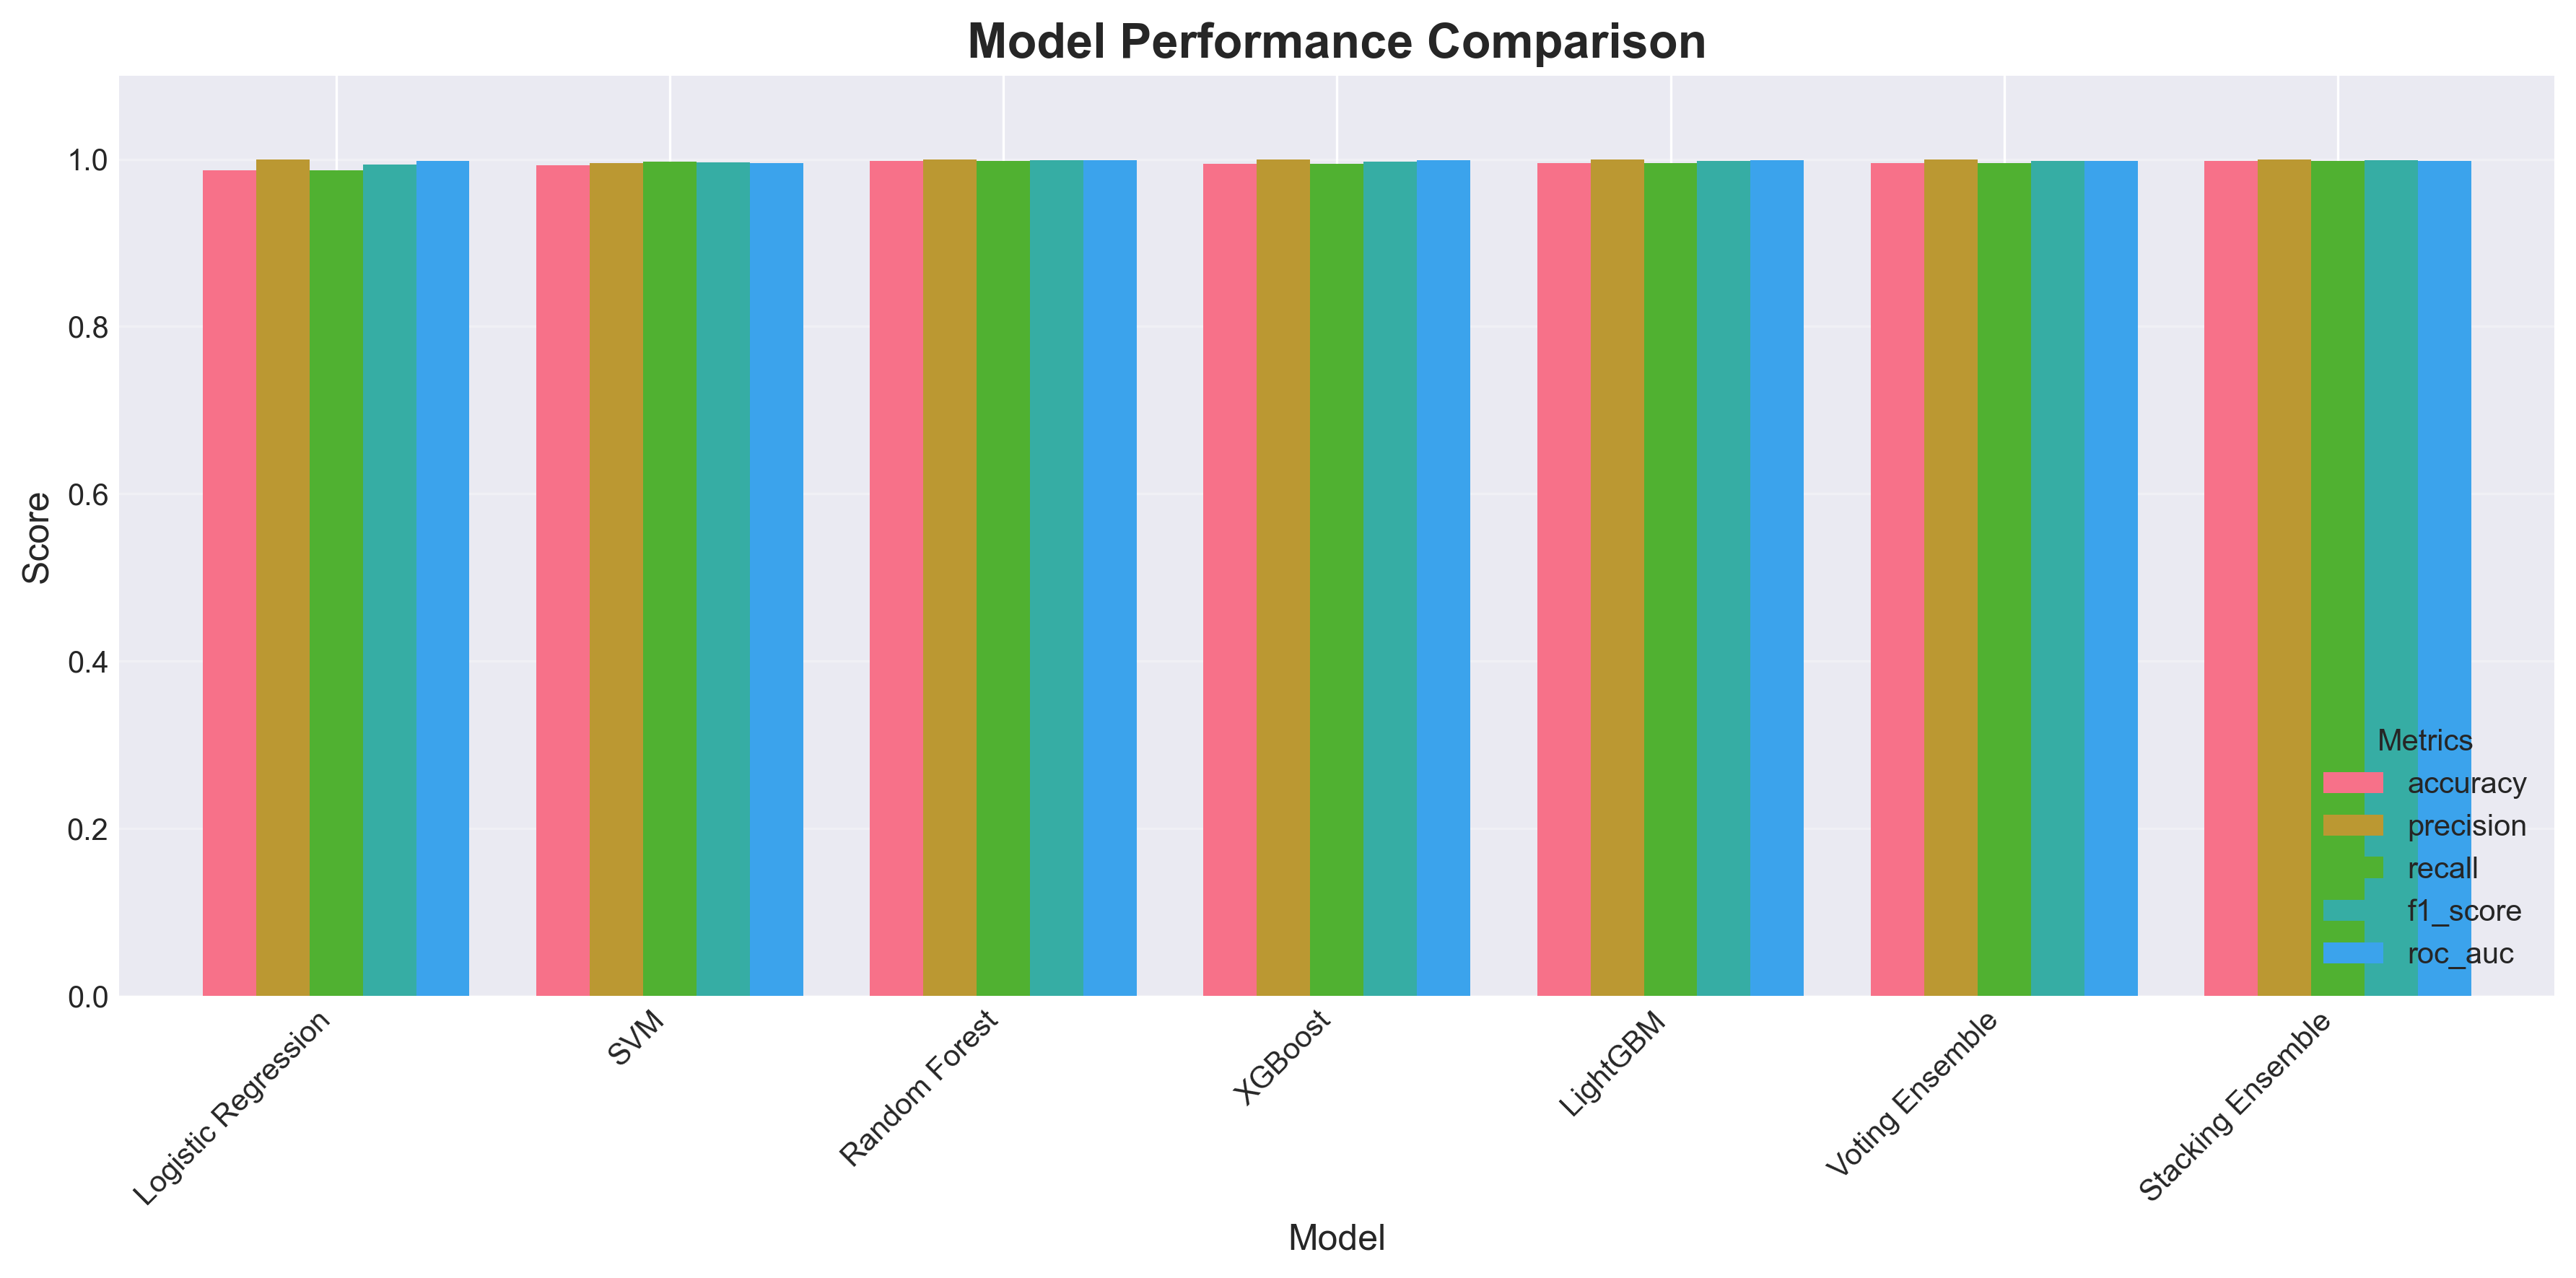 Model Performance Comparison
Score
1.0
0.8
0.6
0.4
0.2
0.0
Metrics
accuracy
precision
recall
f1_score
roc_auc
Logistic Regression
SVM
Random Forest
XGBoost
LightGBM
Voting Ensemble
Stacking Ensemble
Model